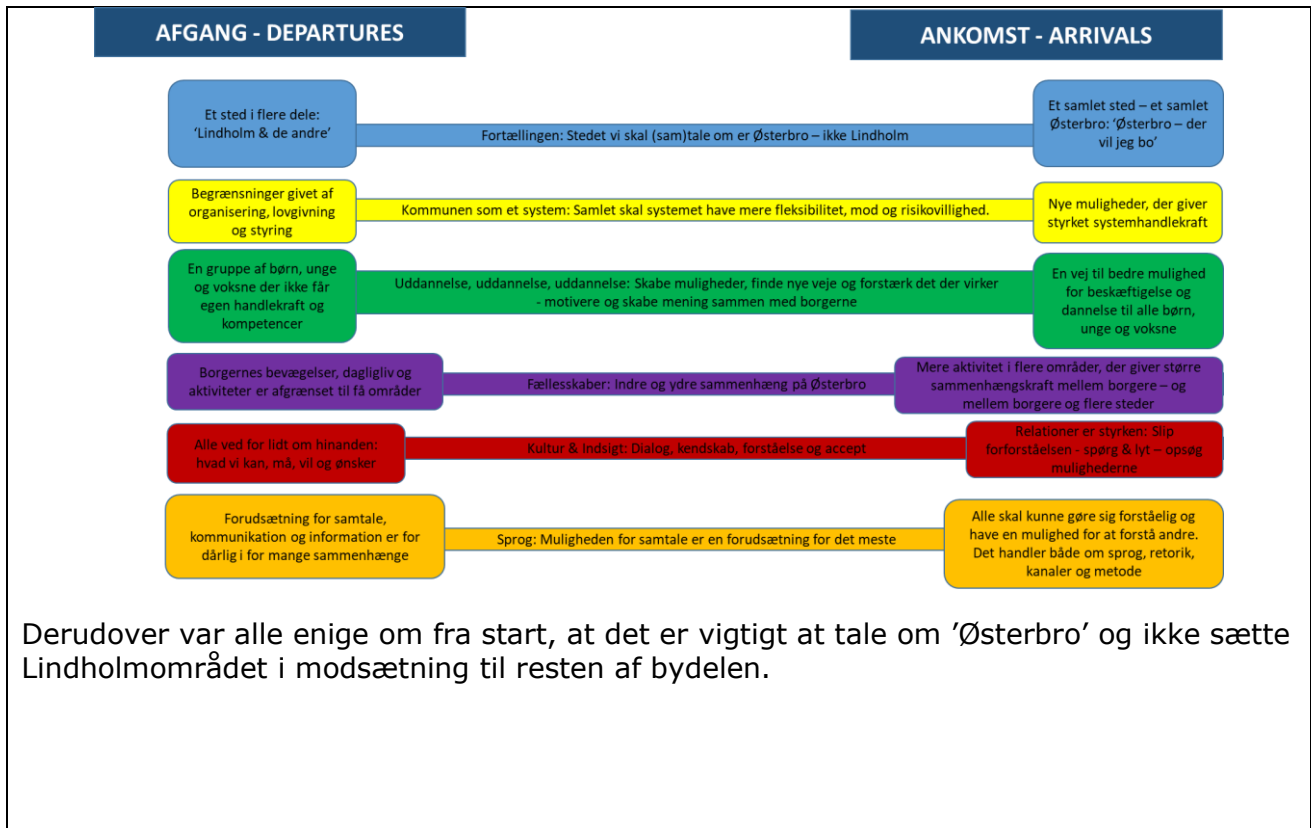 AFGANG - DEPARTURES
ANKOMST - ARRIVALS
Et sted i flere dele:
'Lindholm & de andre'
Fortællingen: Stedet vi skal (sam)tale om er Østerbro – ikke Lindholm
Et samlet sted – et samlet
Østerbro: 'Østerbro – der
vil jeg bo'
Begrænsninger givet af
organisering, lovgivning
og styring
Kommunen som et system: Samlet skal systemet have mere fleksibilitet, mod og risikovillighed.
Nye muligheder, der giver
styrket systemhandlekraft
En gruppe af børn, unge
og voksne der ikke får
egen handlekraft og
kompetencer
Uddannelse, uddannelse, uddannelse: Skabe muligheder, finde nye veje og forstærk det der virker
- motivere og skabe mening sammen med borgerne
En vej til bedre mulighed
for beskæftigelse og
dannelse til alle børn,
unge og voksne
Borgernes bevægelser, dagligliv og
aktiviteter er afgrænset til få områder
Fællesskaber: Indre og ydre sammenhæng på Østerbro
Mere aktivitet i flere områder, der giver større
sammenhængskraft mellem borgere – og
mellem borgere og flere steder
Alle ved for lidt om hinanden:
hvad vi kan, må, vil og ønsker
Kultur & indsigt: Dialog, kendskab, forståelse og accept
Relationer er styrken: Slip
forforståelsen - spørg & lyt – opsøg
mulighederne
Forudsætning for samtale,
kommunikation og information er for
dårlig i for mange sammenhænge
Sprog: Muligheden for samtale er en forudsætning for det meste
Alle skal kunne gøre sig forståelig og
have en mulighed for at forstå andre.
Det handler både om sprog, retorik,
kanaler og metode
Derudover var alle enige om fra start, at det er vigtigt at tale om ’Østerbro’ og ikke sætte
Lindholmområdet i modsætning til resten af bydelen.